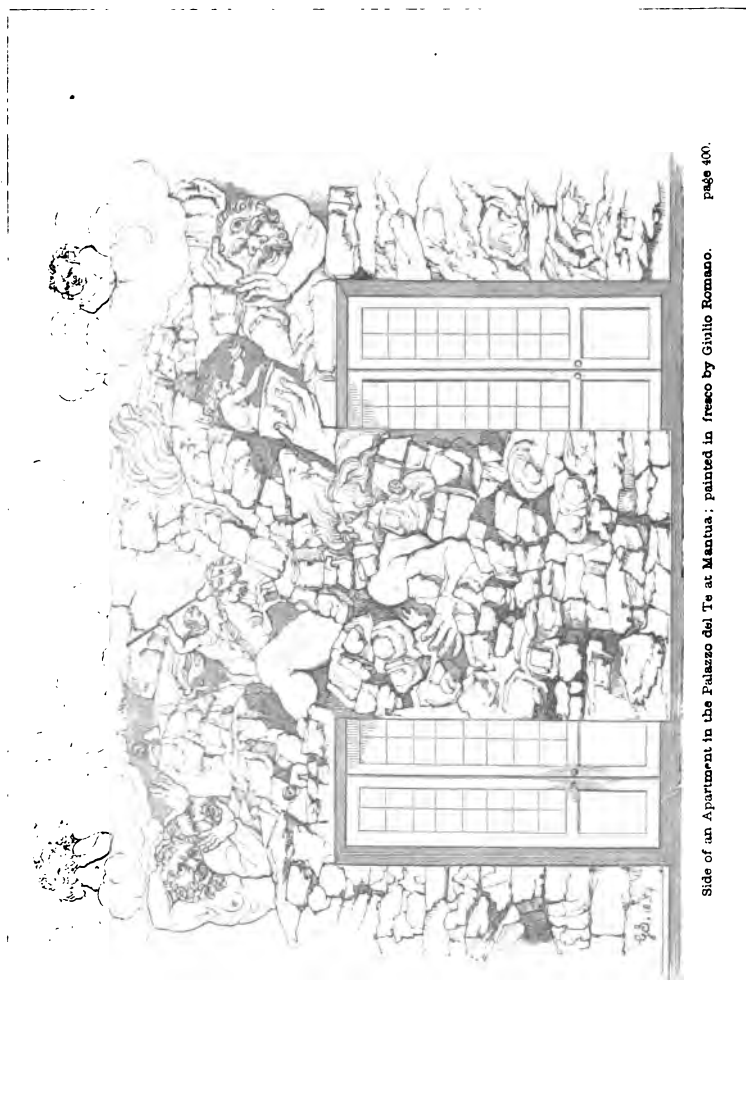 Side of an Apartment in the Palazzo del Te at Mantua; painted in fresco by Giulio Romano. page 400.